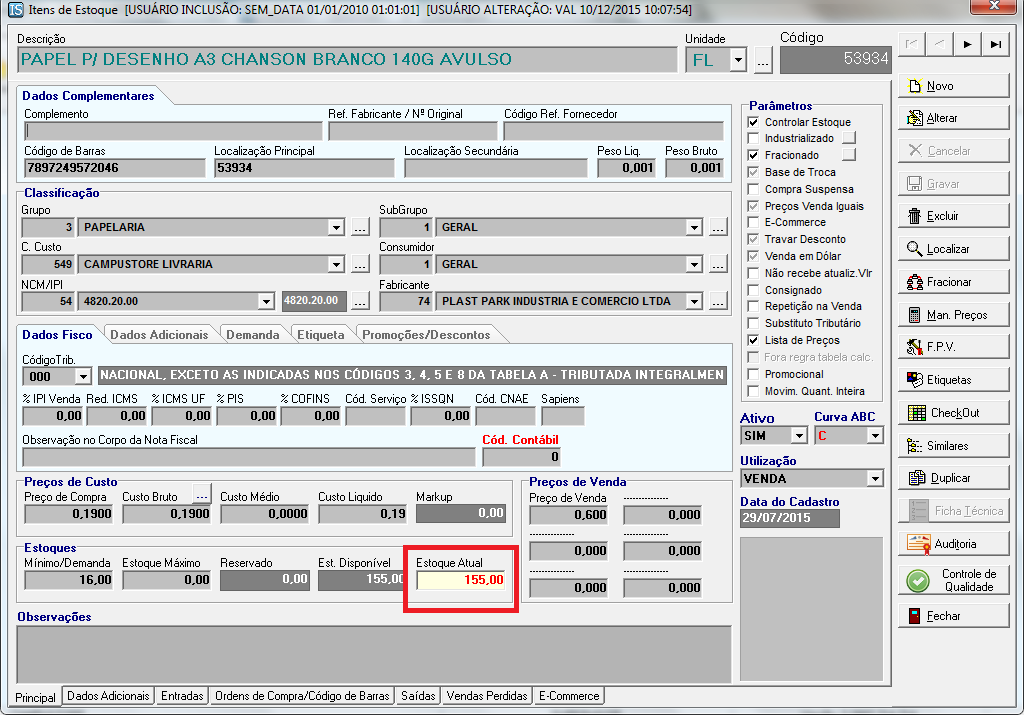 Itens de Estoque [USUÁRIO INCLUSÃO: SEM_DATA 01/01/2010 01:01:01] [USUÁRIO ALTERAÇÃO: VAL 10/12/2015 10:07:54]
Descrição Unidade Código
PAPEL P/ DESENHO A3 CHANSON BRANCO 140G AVULSO FL ... 53934
Dados Complementares
Complemento Ref. Fabricante / Nº Original Código Ref. Fornecedor
Código de Barras Localização Principal Localização Secundária Peso Liq. Peso Bruto
7897249572046 53934 0,001 0,001
Classificação
Grupo SubGrupo
3 PAPELARIA ... 1 GERAL ...
C. Custo Consumidor
549 CAMPUSTORE LIVRARIA ... 1 GERAL ...
NCM/IPI Fabricante
54 4820.20.00 4820.20.00 ... 74 PLAST PARK INDUSTRIA E COMERCIO LTDA ...
Dados Fisco Dados Adicionais Demanda Etiqueta Promoções/Descontos
CódigoTrib.
000 NACIONAL, EXCETO AS INDICADAS NOS CÓDIGOS 3, 4, 5 E 8 DA TABELA A - TRIBUTADA INTEGRALMEN
% IPI Venda Red. ICMS % ICMS UF % PIS % COFINS Cód. Serviço % ISSQN Cód. CNAE Sapiens
0,00 0,00 0,00 0,00 0,00 0,00
Observação no Corpo da Nota Fiscal Cód. Contábil
0
Preços de Custo
Preço de Compra Custo Bruto ... Custo Médio Custo Liquido Markup
0,1900 0,1900 0,0000 0,19 0,00
Preços de Venda
Preço de Venda ---------------
0,600 0,000
--------------- ---------------
0,000 0,000
--------------- ---------------
0,000 0,000
Estoques
Mínimo/Demanda Estoque Máximo Reservado Est. Disponível Estoque Atual
16,00 0,00 0,00 155,00 155,00
Observações
Parâmetros
Controlar Estoque
Industrializado
Fracionado
Base de Troca
Compra Suspensa
Preços Venda Iguais
E-Commerce
Travar Desconto
Venda em Dólar
Não recebe atualiz.Vlr
Consignado
Repetição na Venda
Substituto Tributário
Lista de Preços
Fora regra tabela calc.
Promocional
Movim. Quant. Inteira
Ativo Curva ABC
SIM C
Utilização
VENDA
Data do Cadastro
29/07/2015
Novo
Alterar
Cancelar
Gravar
Excluir
Localizar
Fracionar
Man. Preços
F.P.V.
Etiquetas
CheckOut
Similares
Duplicar
Ficha Técnica
Auditoria
Controle de
Qualidade
Fechar
Principal Dados Adicionais Entradas Ordens de Compra/Código de Barras Saídas Vendas Perdidas E-Commerce